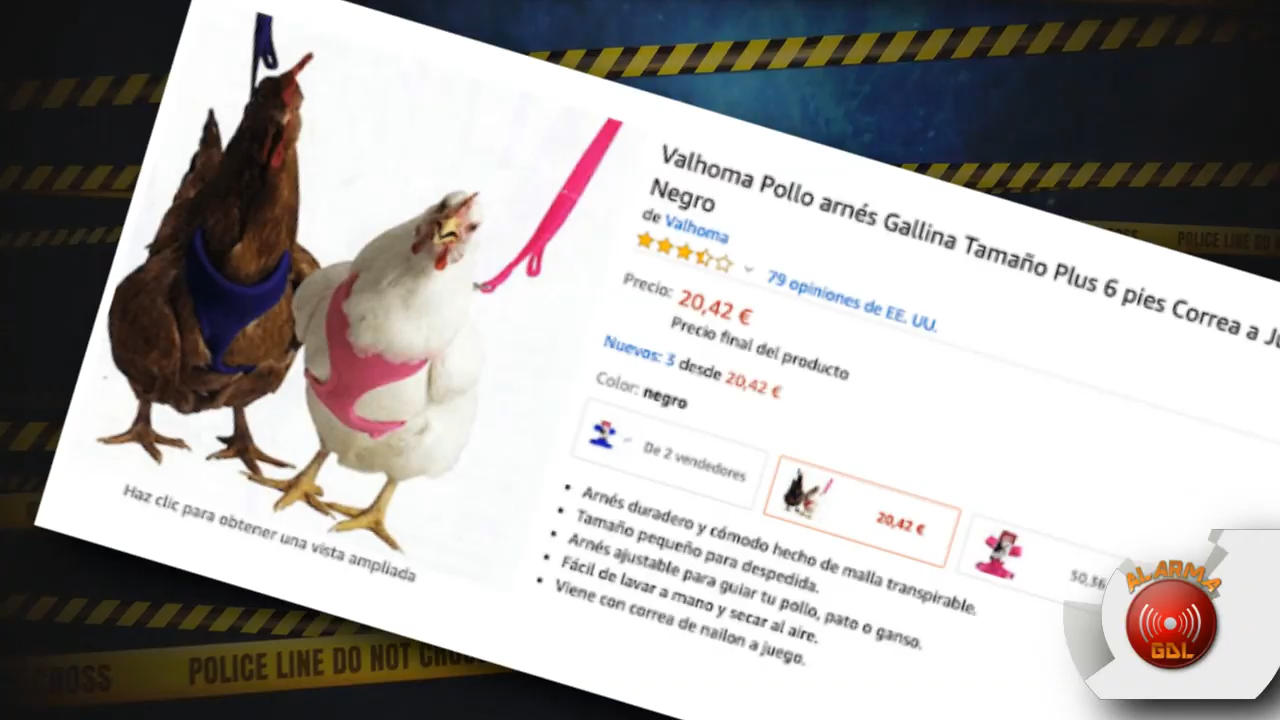 Valhoma Pollo arnés Gallina Tamaño Plus 6 pies Correa a
Negro
de Valhoma
79 opiniones de EE. UU.
Precio: 20,42 €
Precio final del producto
Nuevos: 3 desde 20,42 €
Color: negro
De 2 vendedores
20,42 €
Arnés duradero y cómodo hecho de malla transpirable.
Tamaño pequeño para despedida.
Arnés ajustable para guiar tu pollo, pato o ganso.
Fácil de lavar a mano y secar al aire.
Viene con correa de nailon a juego.
Haz clic para obtener una vista ampliada
POLICE LINE DO
CROSS
POLICE LINE DO NOT
ALARMA
GDL